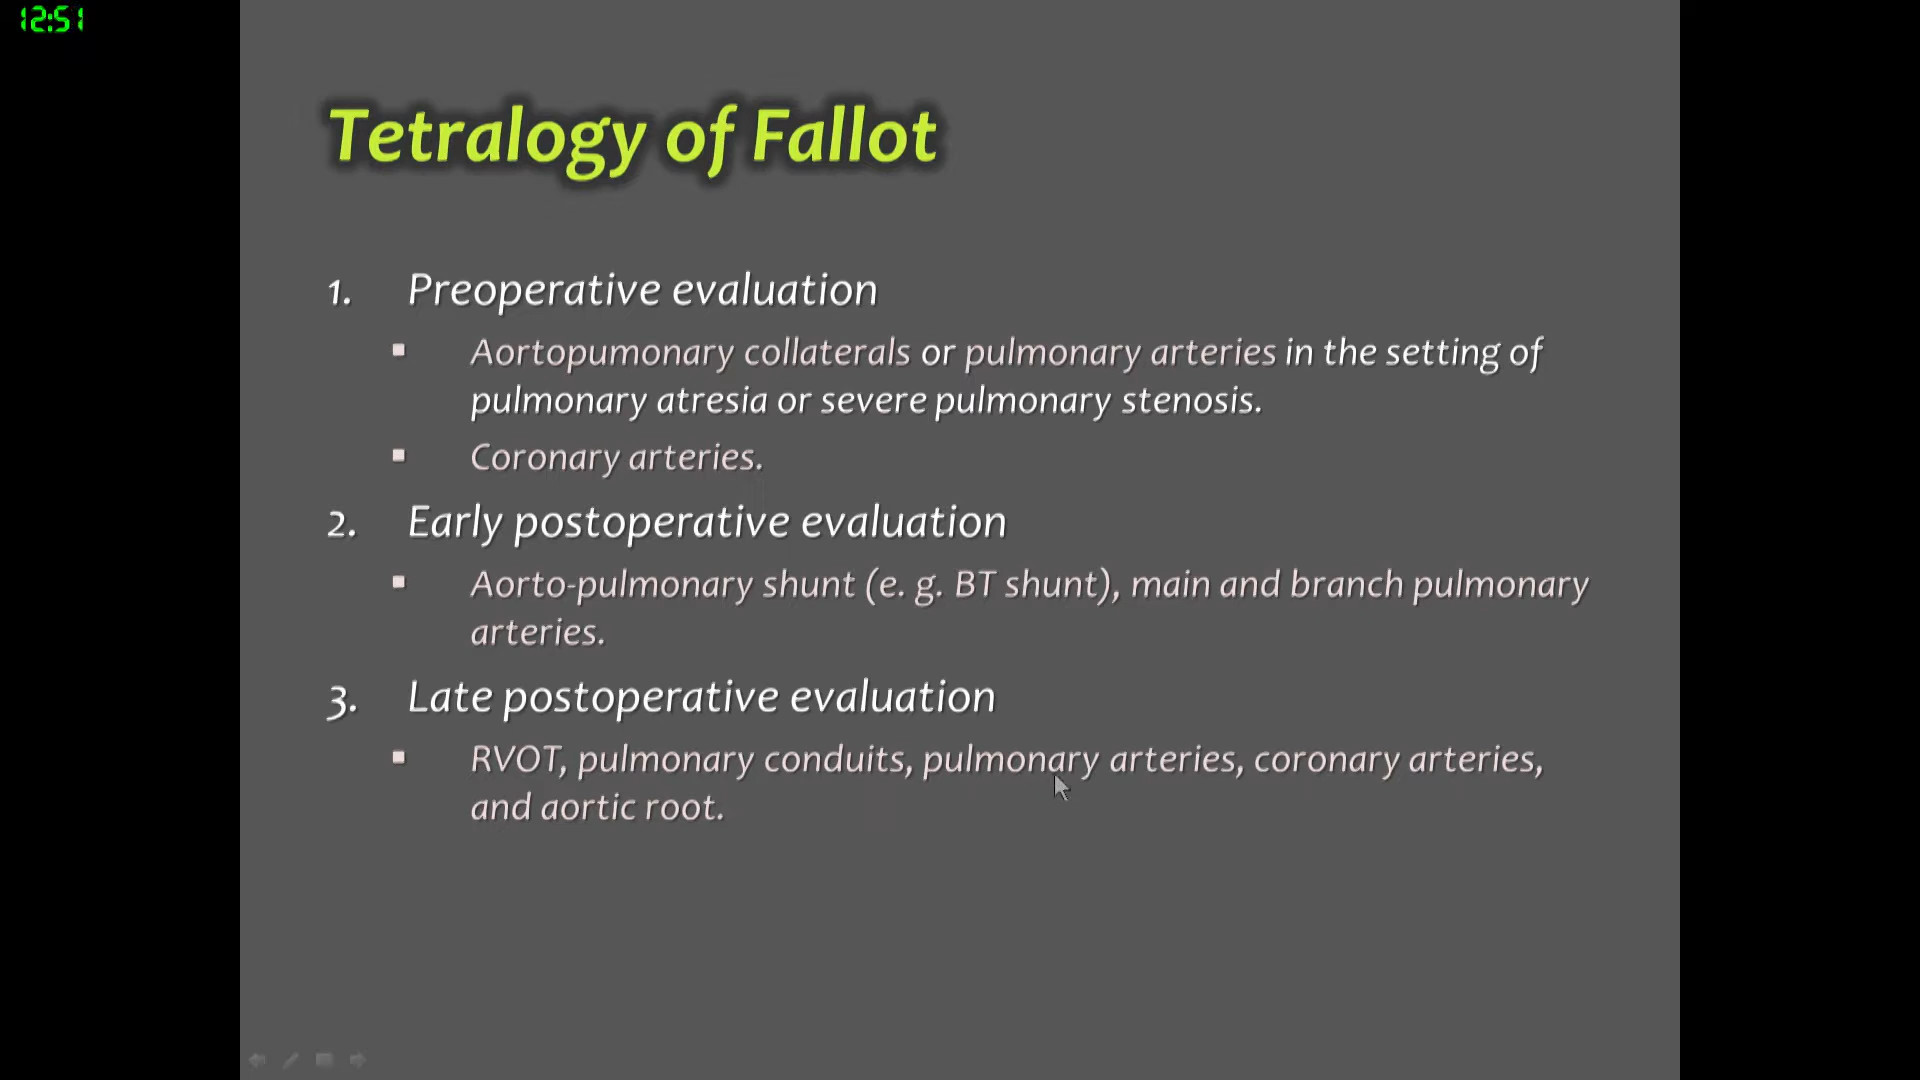 12:51
Tetralogy of Fallot
1. Preoperative evaluation
▪ Aortopumonary collaterals or pulmonary arteries in the setting of
pulmonary atresia or severe pulmonary stenosis.
▪ Coronary arteries.
2. Early postoperative evaluation
▪ Aorto-pulmonary shunt (e. g. BT shunt), main and branch pulmonary
arteries.
3. Late postoperative evaluation
▪ RVOT, pulmonary conduits, pulmonary arteries, coronary arteries,
and aortic root.